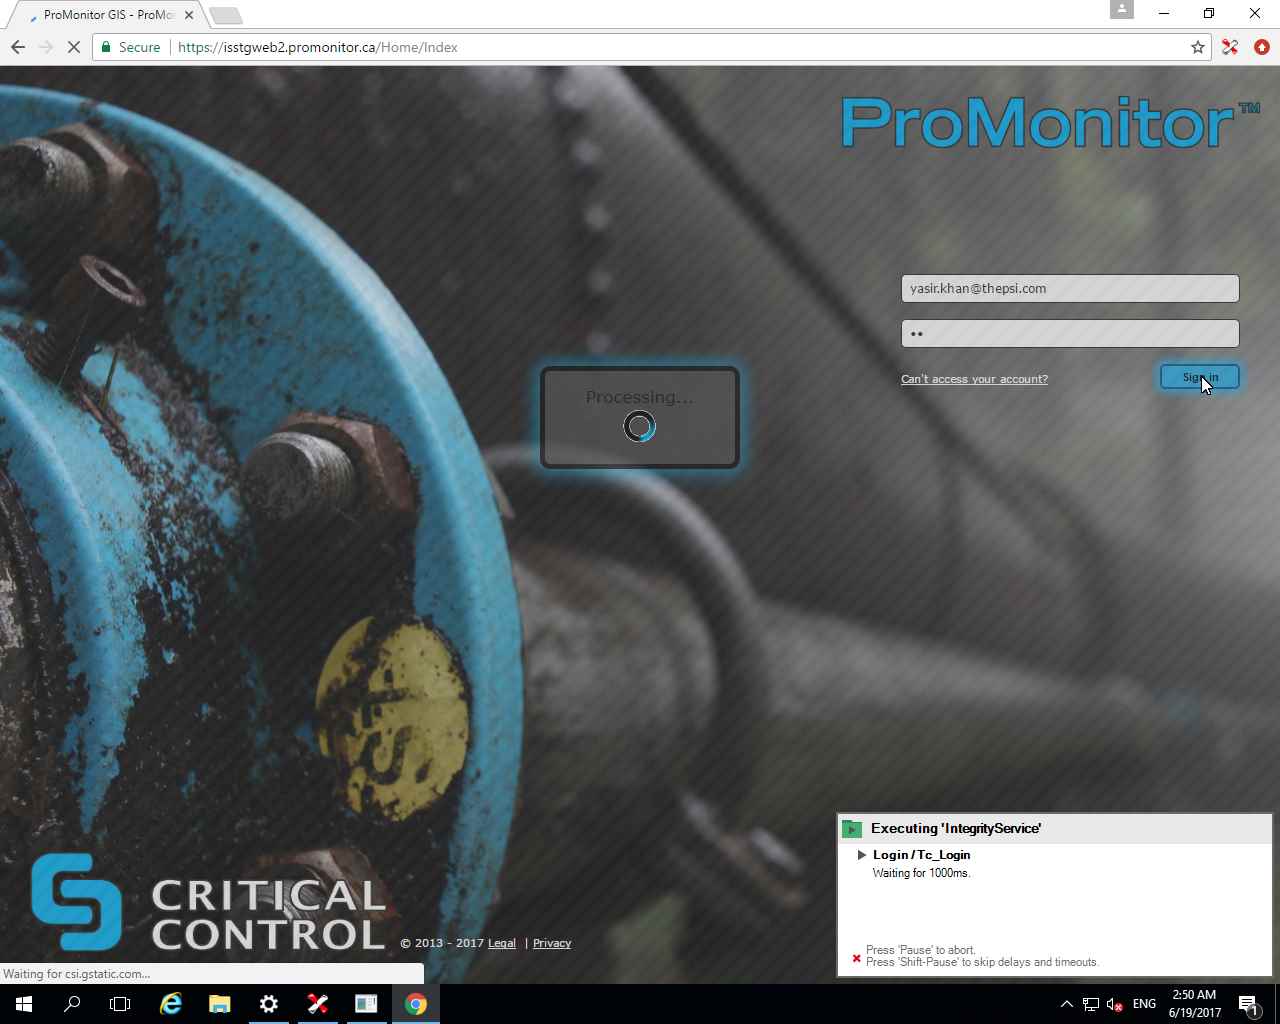 ProMonitor GIS - ProMo
Secure
https://isstgweb2.promonitor.ca/Home/Index
ProMonitor™
yasir.khan@thepsi.com
••
Can't access your account?
Sign in
Processing...
Executing 'IntegrityService'
Login / Tc_Login
Waiting for 1000ms.
Press 'Pause' to abort.
Press 'Shift-Pause' to skip delays and timeouts.
CRITICAL
CONTROL
© 2013 - 2017 Legal | Privacy
Waiting for csi.gstatic.com...
ENG
2:50 AM
6/19/2017
1